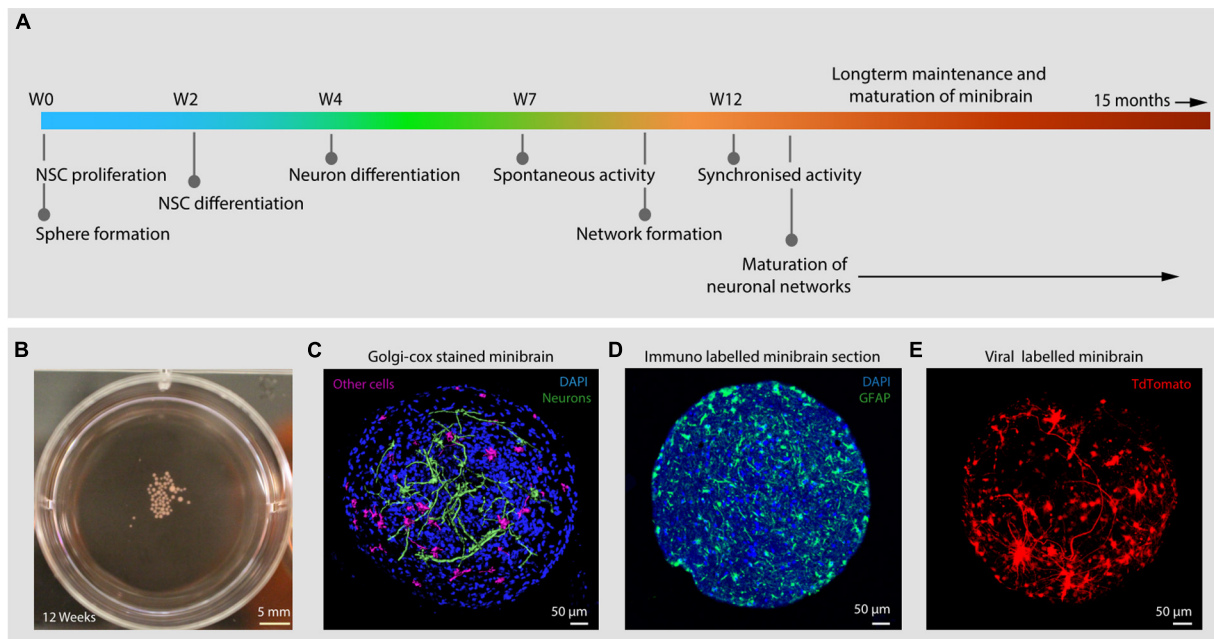 A
W0
W2
W4
W7
W12
Longterm maintenance and
maturation of minibrain
15 months
NSC proliferation
Neuron differentiation
Spontaneous activity
Synchronised activity
NSC differentiation
Sphere formation
Network formation
Maturation of
neuronal networks
B
12 Weeks
5 mm
C
Golgi-cox stained minibrain
Other cells
DAPI
Neurons
50 µm
D
Immuno labelled minibrain section
DAPI
GFAP
50 µm
E
Viral labelled minibrain
TdTomato
50 µm